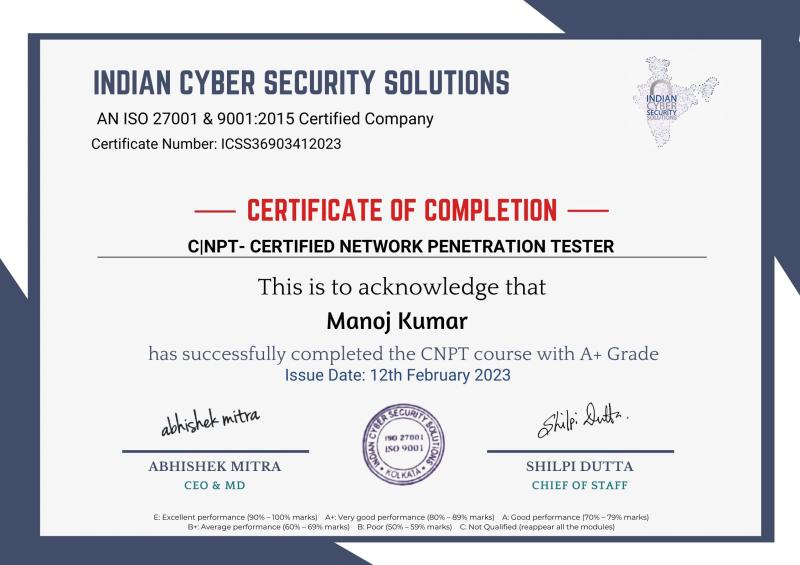 INDIAN CYBER SECURITY SOLUTIONS
AN ISO 27001 & 9001:2015 Certified Company
Certificate Number: ICSS36903412023
INDIAN
CYBER
SECURITY
SOLUTIONS
CERTIFICATE OF COMPLETION
C|NPT- CERTIFIED NETWORK PENETRATION TESTER
This is to acknowledge that
Manoj Kumar
has successfully completed the CNPT course with A+ Grade
Issue Date: 12th February 2023
abhishek mitra
ABHISHEK MITRA
CEO & MD
INDIAN CYBER SECURITY SOLUTIONS
ISO 27001
ISO 9001
* KOLKATA *
Shilpi Dutta.
SHILPI DUTTA
CHIEF OF STAFF
E: Excellent performance (90% – 100% marks) A+: Very good performance (80% – 89% marks) A: Good performance (70% – 79% marks)
B+: Average performance (60% – 69% marks) B: Poor (50% – 59% marks) C: Not Qualified (reappear all the modules)